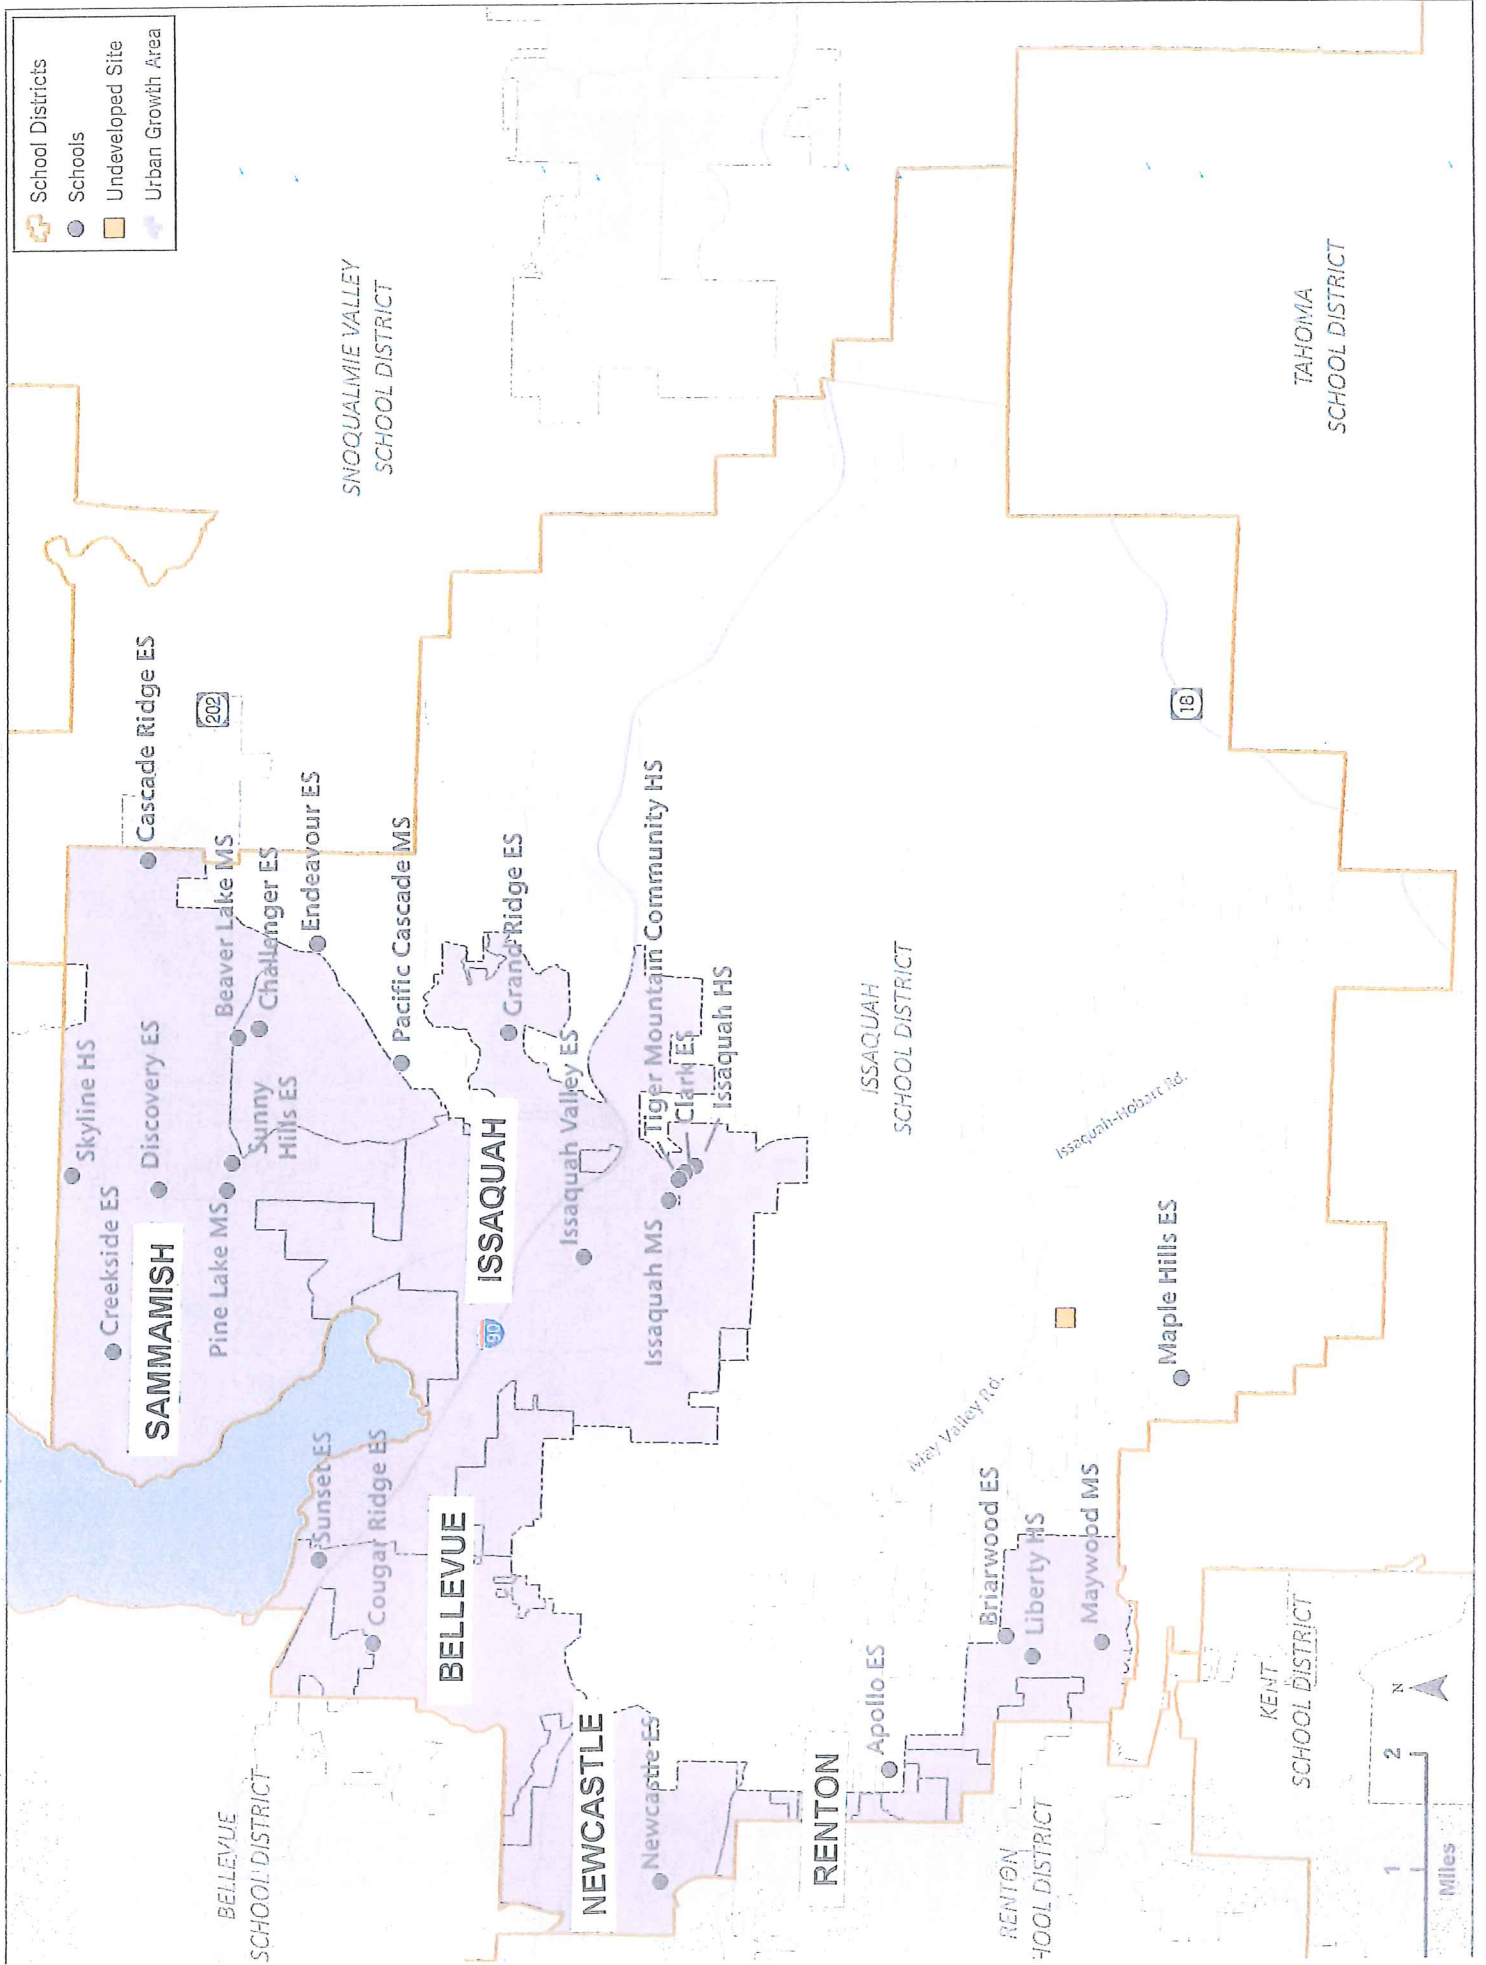 School Districts
Schools
Undeveloped Site
Urban Growth Area
SNOQUALMIE VALLEY
SCHOOL DISTRICT
TAHOMA
SCHOOL DISTRICT
ISSAQUAH
SCHOOL DISTRICT
BELLEVUE
SCHOOL DISTRICT
RENTON
HOOL DISTRICT
KENT
SCHOOL DISTRICT
SAMMAMISH
ISSAQUAH
BELLEVUE
NEWCASTLE
RENTON
Skyline HS
Creekside ES
Discovery ES
Cascade Ridge ES
202
Pine Lake MS
Sunny
Hills ES
Beaver Lake MS
Challenger ES
Endeavour ES
Pacific Cascade MS
Grand Ridge ES
Issaquah Valley ES
90
Tiger Mountain Community HS
Clark ES
Issaquah HS
Issaquah MS
Sunset ES
Cougar Ridge ES
Newcastle ES
Apollo ES
Briarwood ES
Liberty HS
Maywood MS
Maple Hills ES
May Valley Rd.
Issaquah-Hobart Rd.
18
N
1
2
Miles